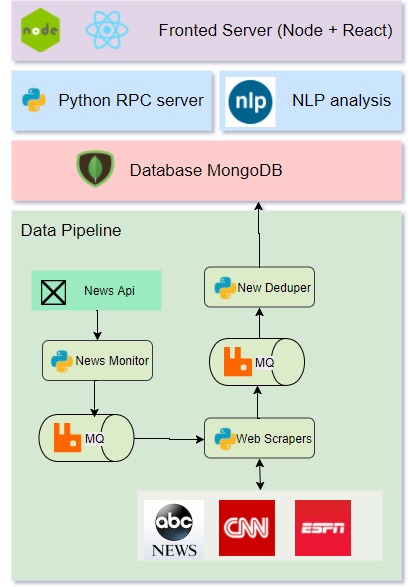 node
Fronted Server (Node + React)
Python RPC server
nlp
NLP analysis
Database MongoDB
Data Pipeline
News Api
New Deduper
News Monitor
MQ
MQ
Web Scrapers
abc
NEWS
CNN
ESPN